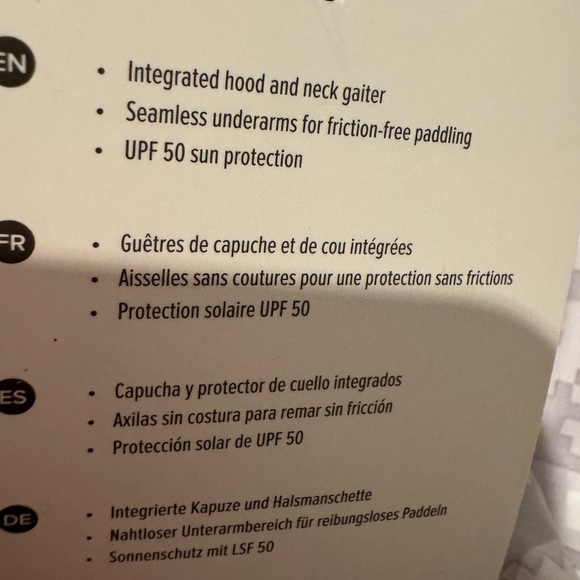 EN
• Integrated hood and neck gaiter
• Seamless underarms for friction-free paddling
• UPF 50 sun protection
FR
• Guêtres de capuche et de cou intégrées
• Aisselles sans coutures pour une protection sans frictions
• Protection solaire UPF 50
ES
• Capucha y protector de cuello integrados
• Axilas sin costura para remar sin fricción
• Protección solar de UPF 50
DE
• Integrierte Kapuze und Halsmanschette
• Nahtloser Unterarmbereich für reibungsloses Paddeln
• Sonnenschutz mit LSF 50